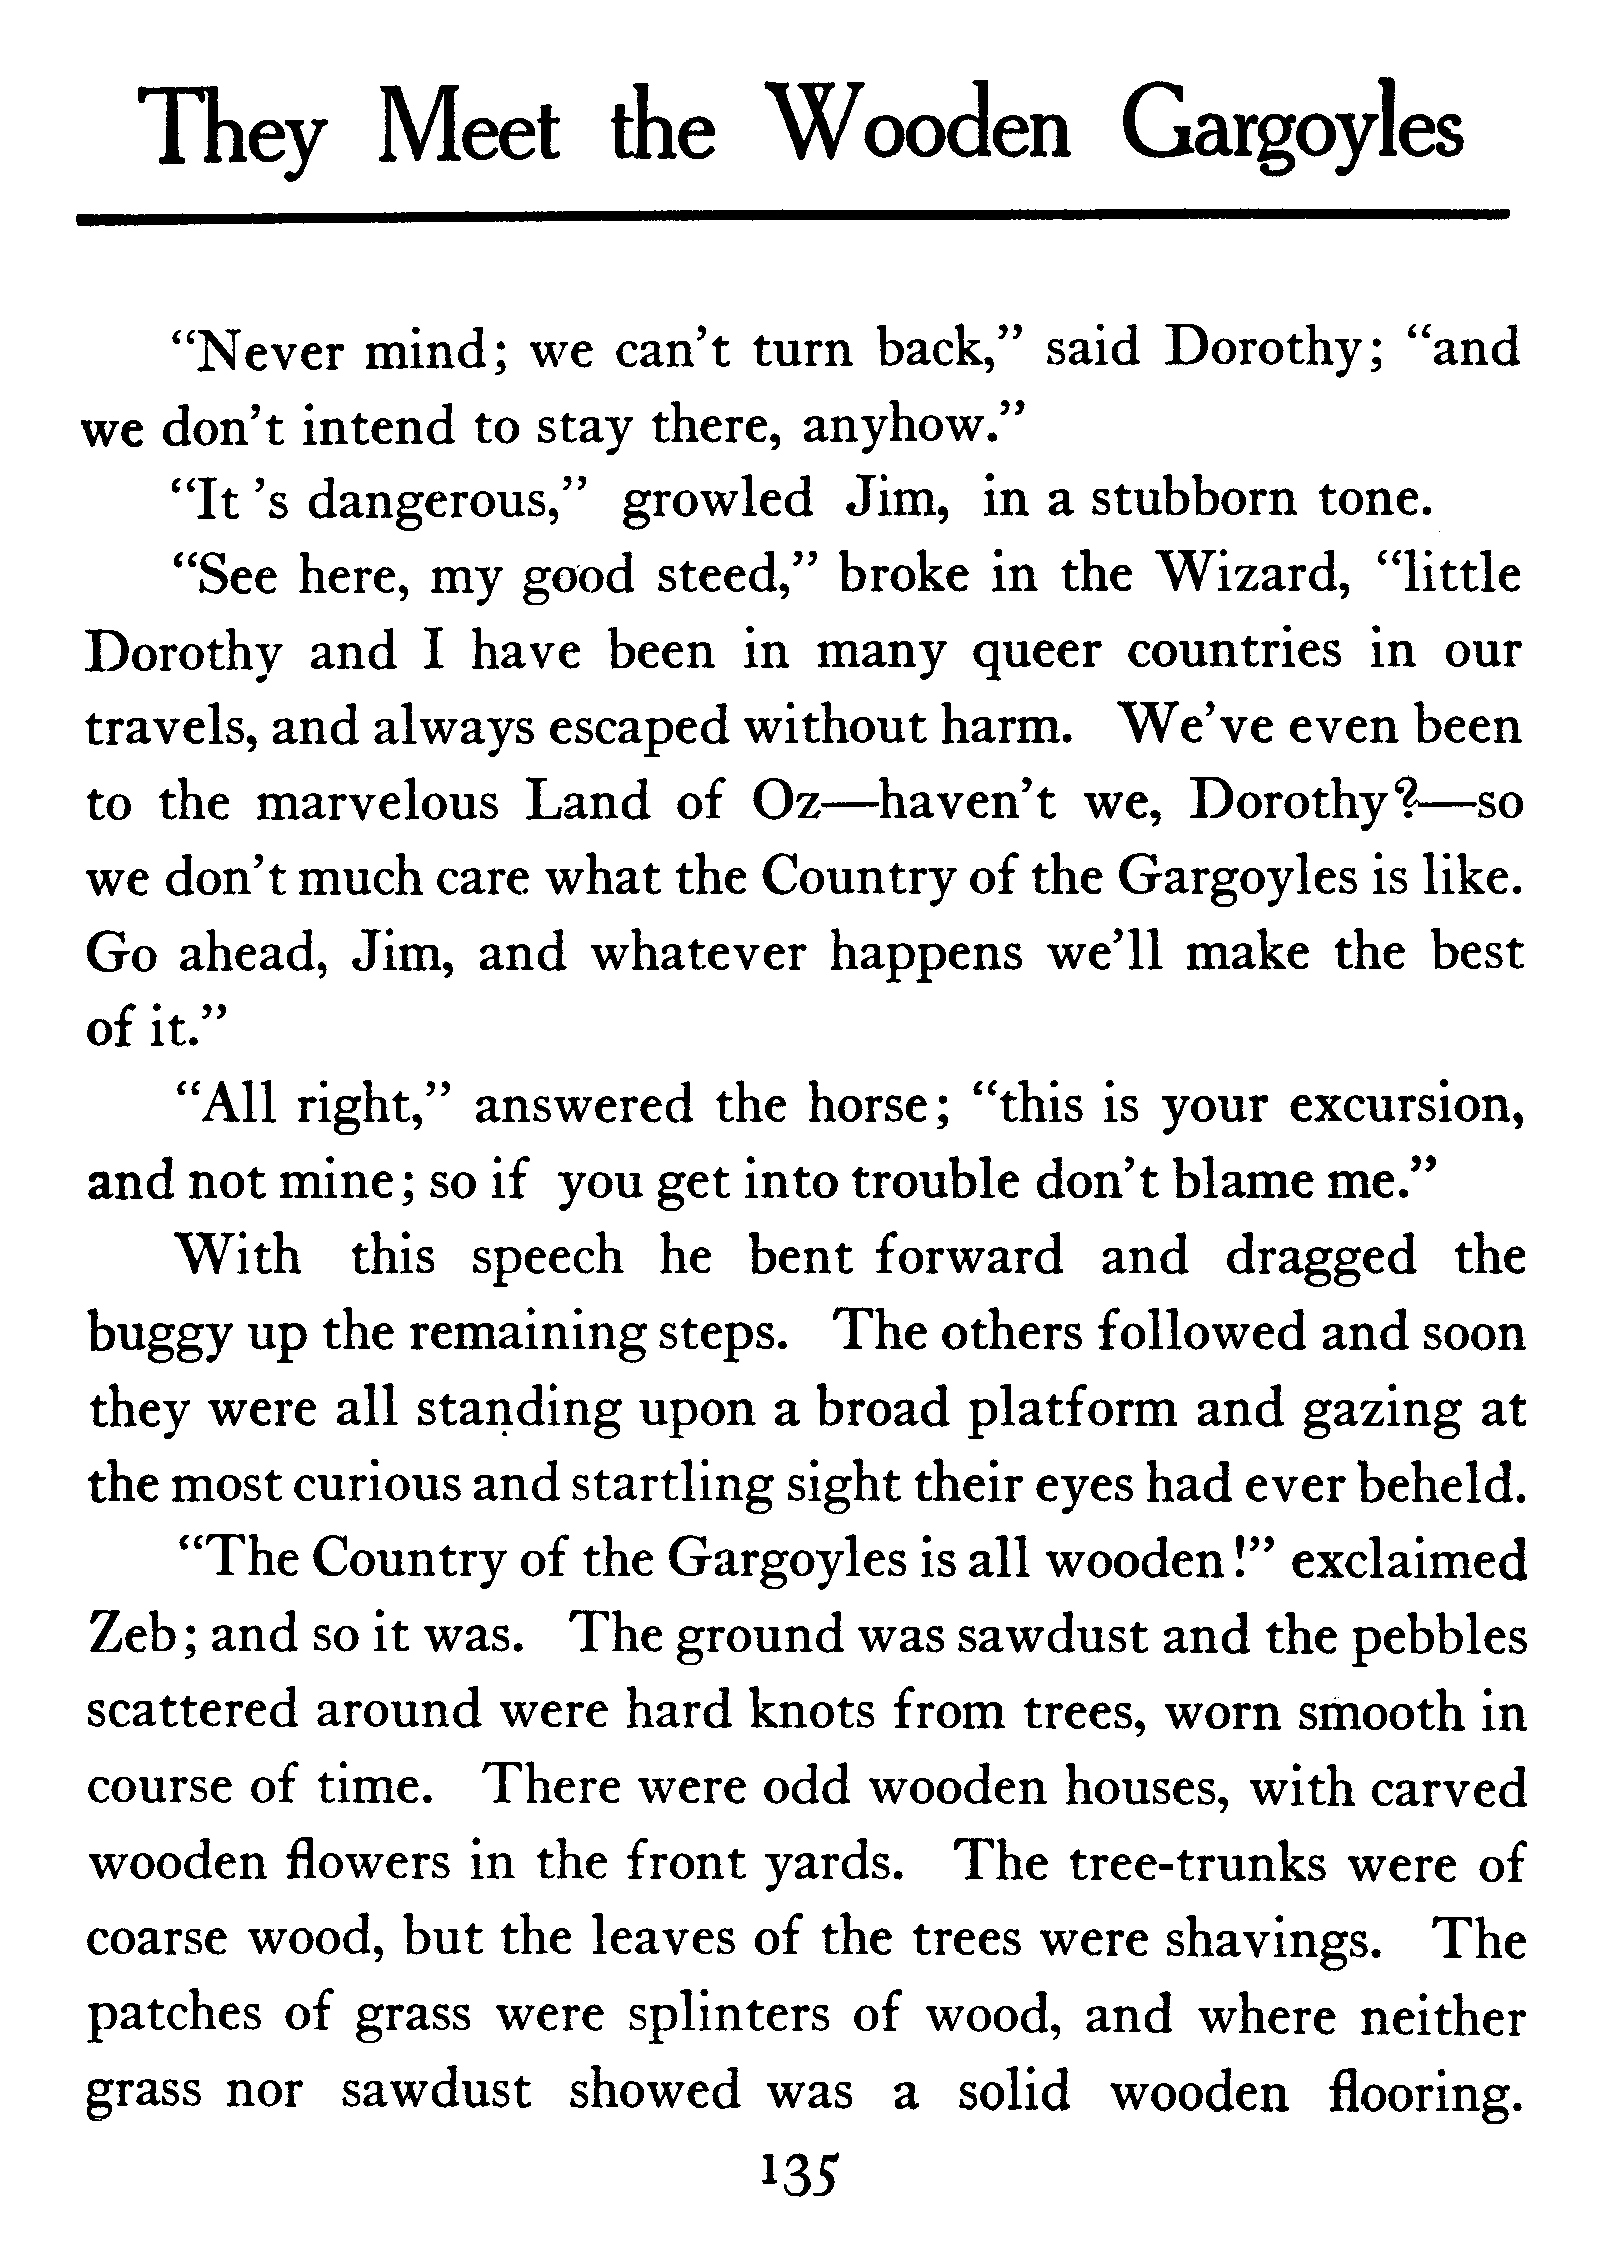 They Meet the Wooden Gargoyles
“Never mind; we can’t turn back,” said Dorothy; “and
we don’t intend to stay there, anyhow.”
“It ’s dangerous,” growled Jim, in a stubborn tone.
“See here, my good steed,” broke in the Wizard, “little
Dorothy and I have been in many queer countries in our
travels, and always escaped without harm. We’ve even been
to the marvelous Land of Oz—haven’t we, Dorothy?—so
we don’t much care what the Country of the Gargoyles is like.
Go ahead, Jim, and whatever happens we’ll make the best
of it.”
“All right,” answered the horse; “this is your excursion,
and not mine; so if you get into trouble don’t blame me.”
With this speech he bent forward and dragged the
buggy up the remaining steps. The others followed and soon
they were all standing upon a broad platform and gazing at
the most curious and startling sight their eyes had ever beheld.
“The Country of the Gargoyles is all wooden!” exclaimed
Zeb; and so it was. The ground was sawdust and the pebbles
scattered around were hard knots from trees, worn smooth in
course of time. There were odd wooden houses, with carved
wooden flowers in the front yards. The tree-trunks were of
coarse wood, but the leaves of the trees were shavings. The
patches of grass were splinters of wood, and where neither
grass nor sawdust showed was a solid wooden flooring.
135